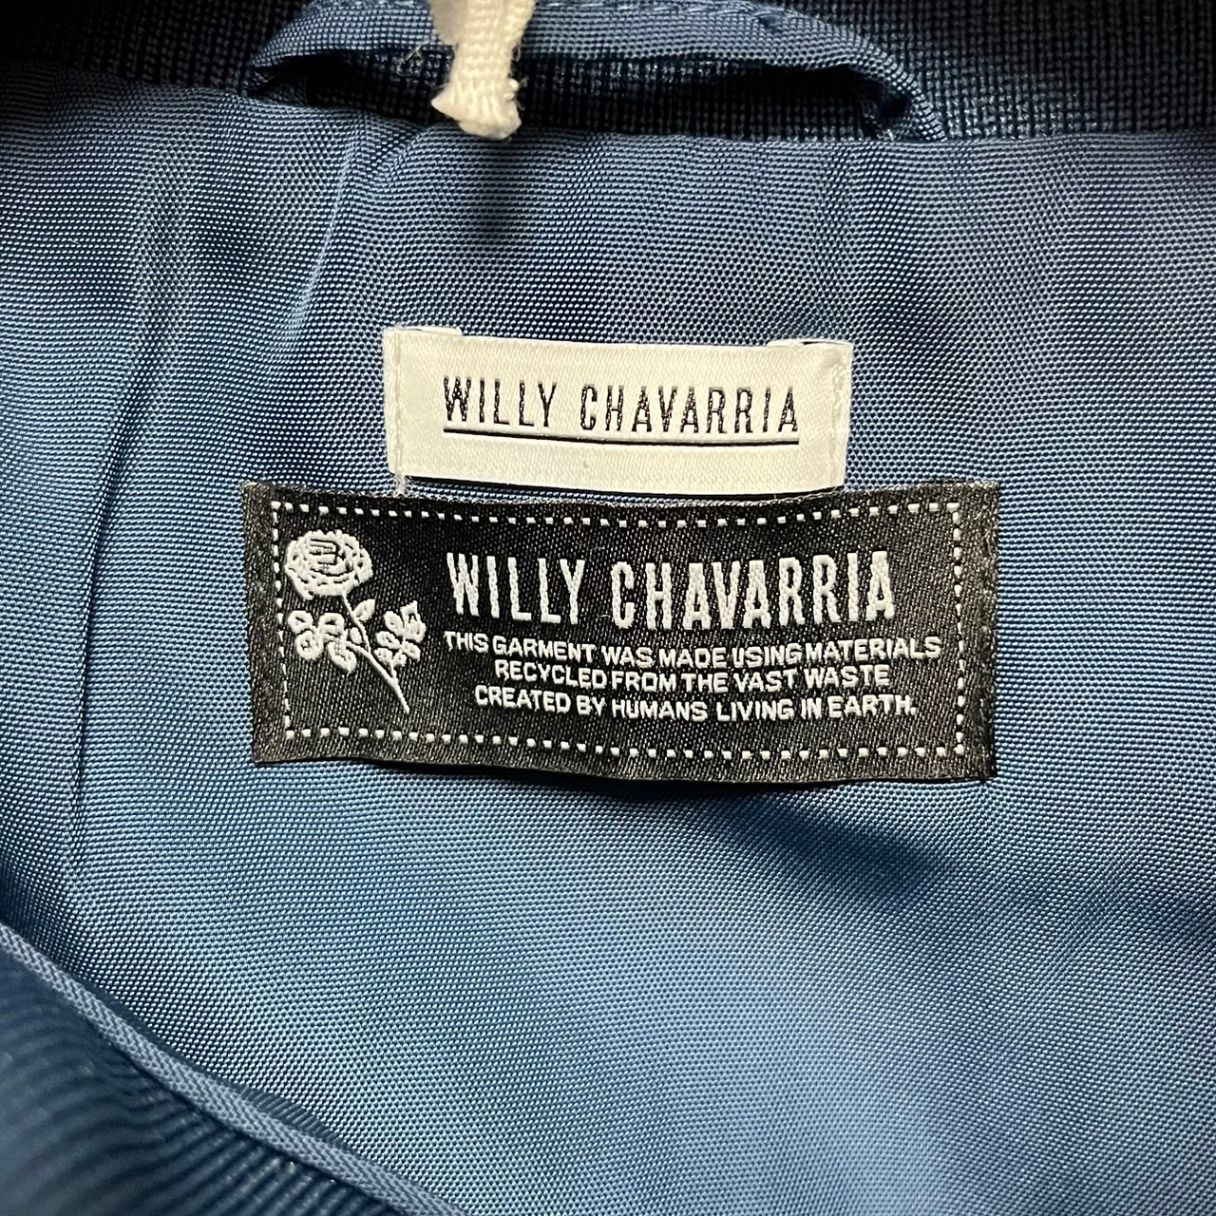 WILLY CHAVARRIA
WILLY CHAVARRIA
THIS GARMENT WAS MADE USING MATERIALS
RECYCLED FROM THE VAST WASTE
CREATED BY HUMANS LIVING IN EARTH.